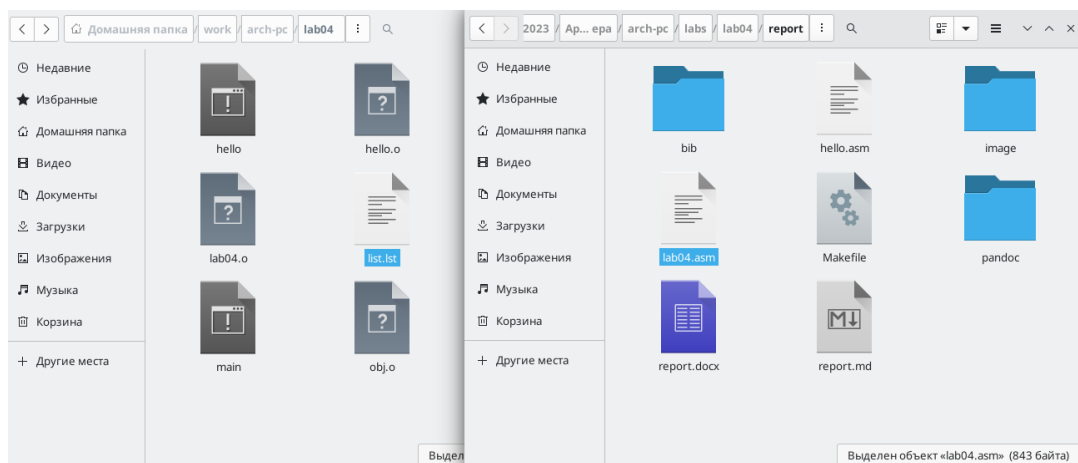 Домашняя папка / work / arch-pc / lab04
Недавние
Избранные
Домашняя папка
Видео
Документы
Загрузки
Изображения
Музыка
Корзина
Другие места
hello
hello.o
lab04.o
list.lst
main
obj.o
Выдел
2023 / Ар... ера / arch-pc / labs / lab04 / report
Недавние
Избранные
Домашняя папка
Видео
Документы
Загрузки
Изображения
Музыка
Корзина
Другие места
bib
hello.asm
image
lab04.asm
Makefile
pandoc
report.docx
report.md
Выделен объект «lab04.asm» (843 байта)